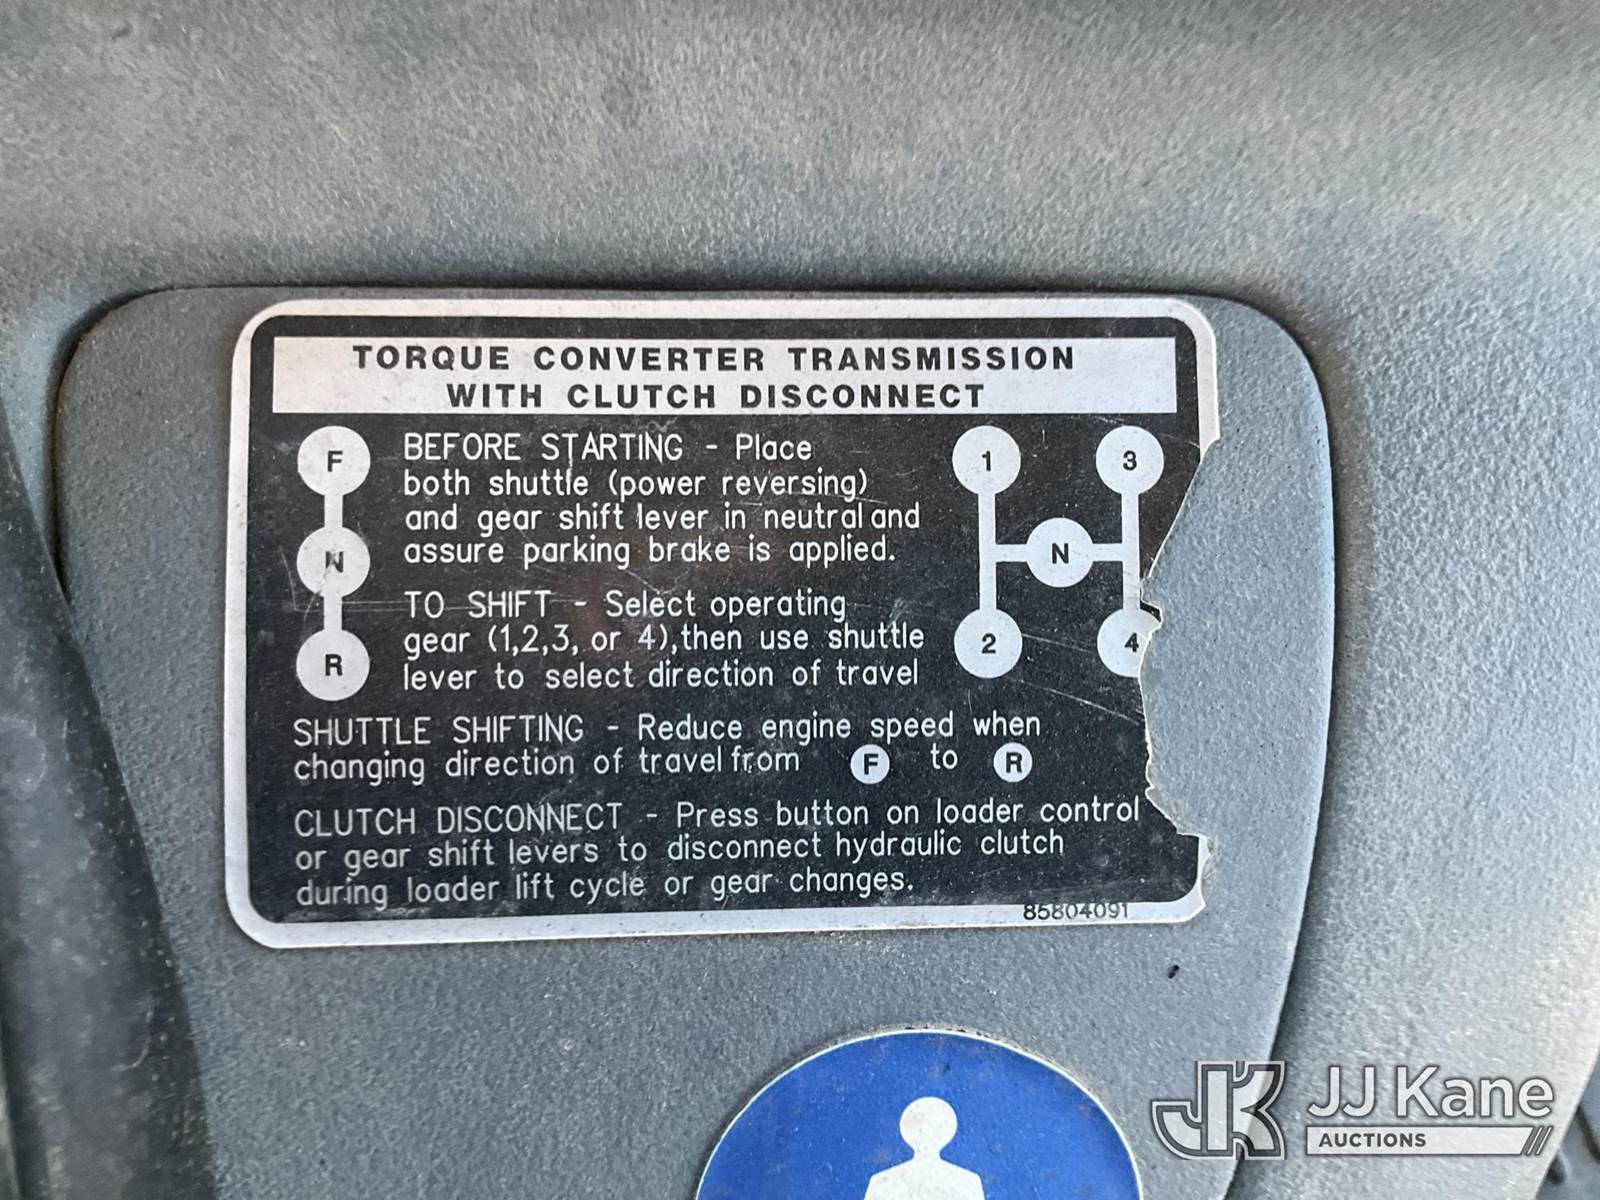 TORQUE CONVERTER TRANSMISSION
WITH CLUTCH DISCONNECT
F
N
R
BEFORE STARTING - Place
both shuttle (power reversing)
and gear shift lever in neutral and
assure parking brake is applied.
TO SHIFT - Select operating
gear (1,2,3, or 4),then use shuttle
lever to select direction of travel
1 3
N
2 4
SHUTTLE SHIFTING - Reduce engine speed when
changing direction of travel from F to R
CLUTCH DISCONNECT - Press button on loader control
or gear shift levers to disconnect hydraulic clutch
during loader lift cycle or gear changes.
85804091
JK JJ Kane
AUCTIONS